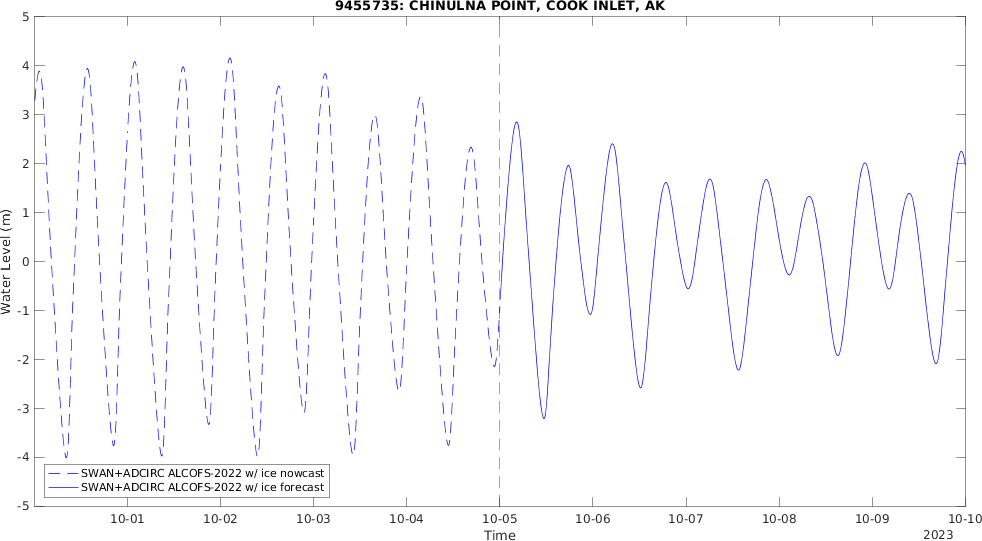 9455735: CHINULNA POINT, COOK INLET, AK
5
4
3
2
1
0
-1
-2
-3
-4
-5
Water Level (m)
SWAN+ADCIRC ALCOFS-2022 w/ ice nowcast
SWAN+ADCIRC ALCOFS-2022 w/ ice forecast
10-01 10-02 10-03 10-04 10-05 10-06 10-07 10-08 10-09 10-10
Time
2023